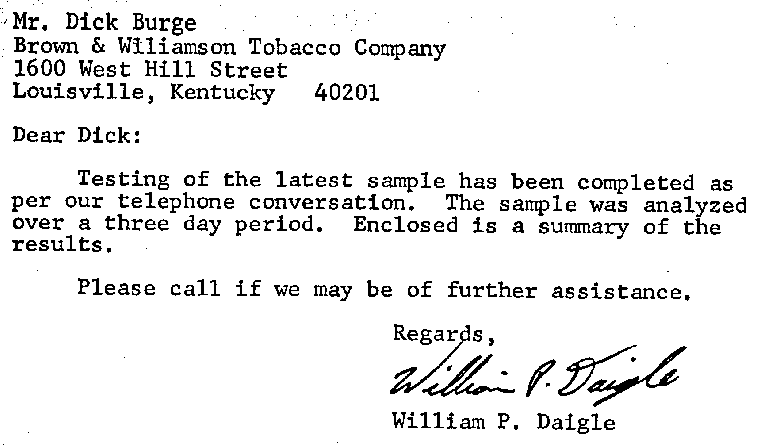 Mr. Dick Burge
Brown & Wiliamson Tobacco Company
1600 West Hill Street
Louisville, Kentucky 40201
Dear Dick:
Testing of the latest sample has been completed as
per our telephone conversation. The sample was analyzed
over a three day period. Enclosed is a summary of the
results.
Please call if we may be of further assistance.
Regards,
William P. Daigle
William P. Daigle